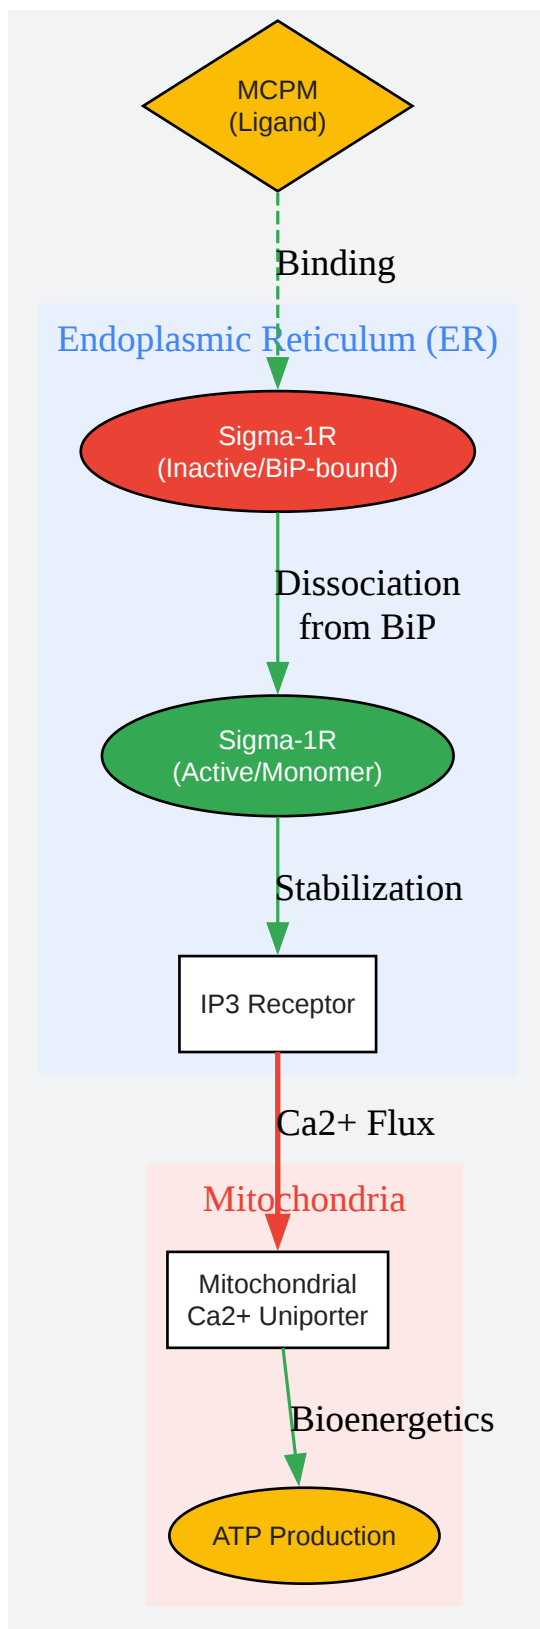 MCPM
(Ligand)
Binding
Endoplasmic Reticulum (ER)
Sigma-1R
(Inactive/BiP-bound)
Dissociation
from BiP
Sigma-1R
(Active/Monomer)
Stabilization
IP3 Receptor
Ca2+ Flux
Mitochondria
Mitochondrial
Ca2+ Uniporter
Bioenergetics
ATP Production